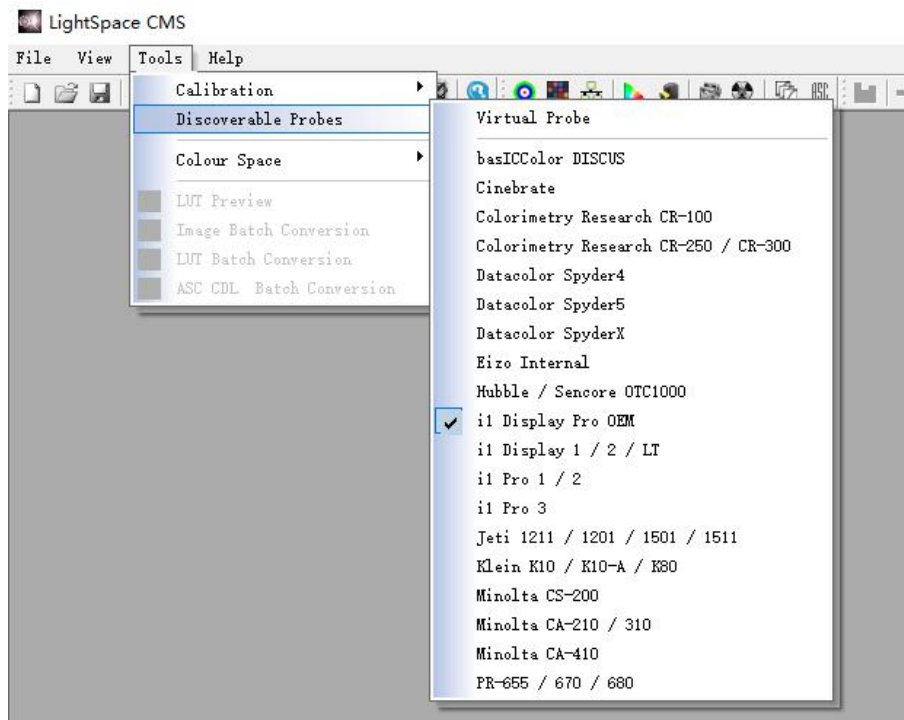 LightSpace CMS
File View Tools Help
Calibration
Discoverable Probes
Colour Space
LUT Preview
Image Batch Conversion
LUT Batch Conversion
ASC CDL Batch Conversion
ASC
Virtual Probe
basICColor DISCUS
Cinebrate
Colorimetry Research CR-100
Colorimetry Research CR-250 / CR-300
Datacolor Spyder4
Datacolor Spyder5
Datacolor SpyderX
Eizo Internal
Hubble / Sencore OTC1000
i1 Display Pro OEM
i1 Display 1 / 2 / LT
i1 Pro 1 / 2
i1 Pro 3
Jeti 1211 / 1201 / 1501 / 1511
Klein K10 / K10-A / K80
Minolta CS-200
Minolta CA-210 / 310
Minolta CA-410
PR-655 / 670 / 680